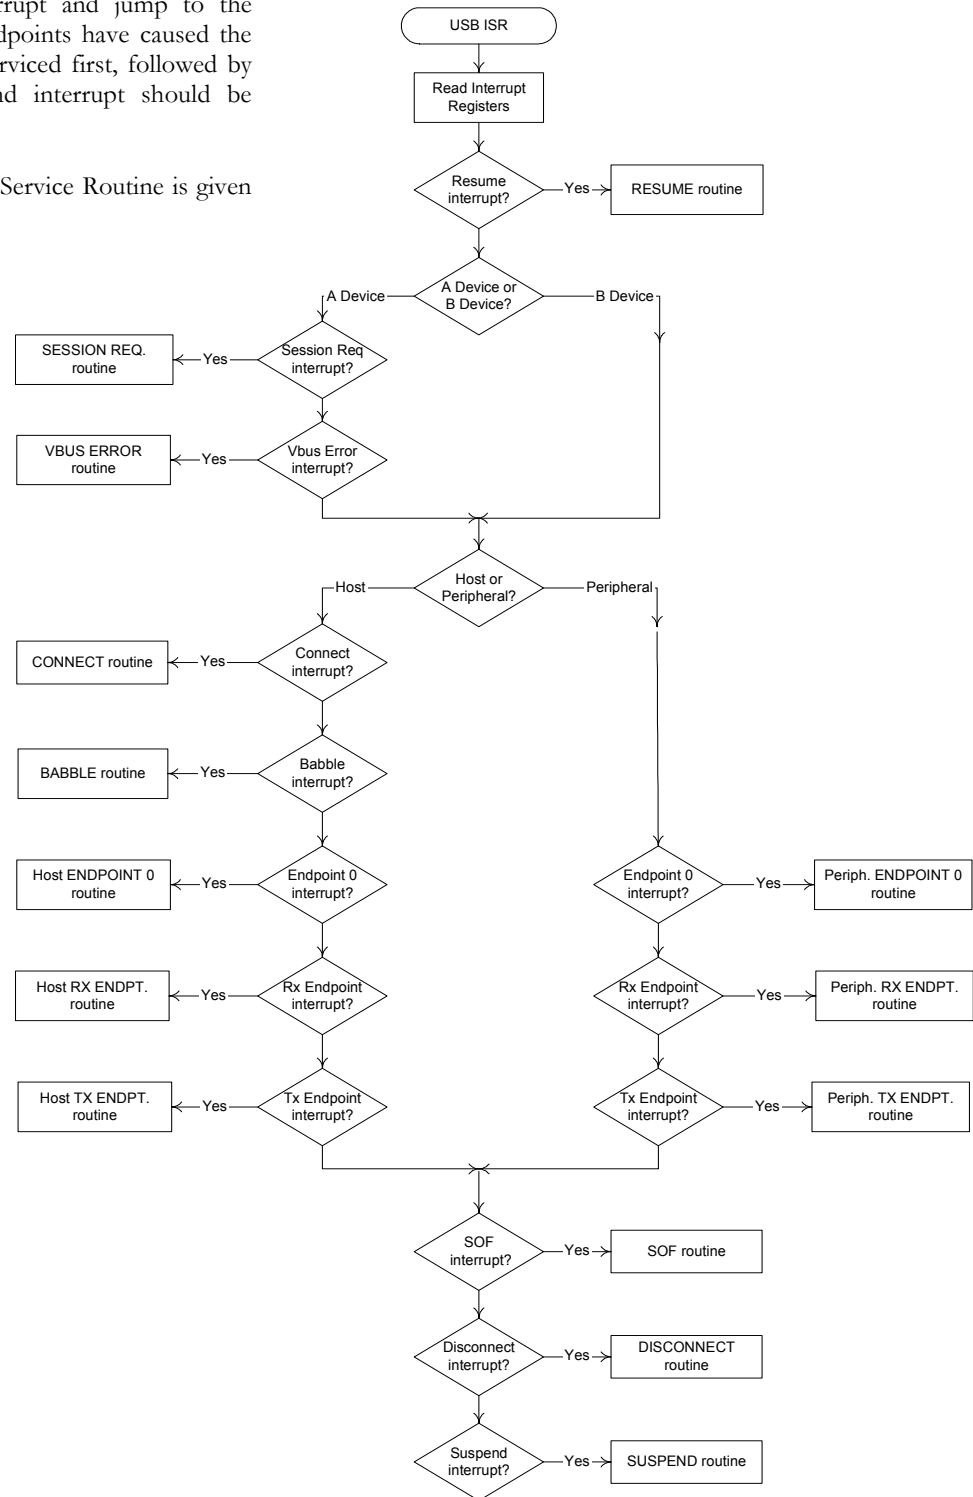 rrupt and jump to the
dpoints have caused the
erviced first, followed by
nd interrupt should be
Service Routine is given
USB ISR
Read Interrupt
Registers
Resume
interrupt?
Yes
RESUME routine
A Device or
B Device?
A Device
B Device
Session Req
interrupt?
Yes
SESSION REQ.
routine
Vbus Error
interrupt?
Yes
VBUS ERROR
routine
Host or
Peripheral?
Host
Peripheral
Connect
interrupt?
Yes
CONNECT routine
Babble
interrupt?
Yes
BABBLE routine
Host ENDPOINT 0
routine
Yes
Endpoint 0
interrupt?
Endpoint 0
interrupt?
Yes
Periph. ENDPOINT 0
routine
Host RX ENDPT.
routine
Yes
Rx Endpoint
interrupt?
Rx Endpoint
interrupt?
Yes
Periph. RX ENDPT.
routine
Host TX ENDPT.
routine
Yes
Tx Endpoint
interrupt?
Tx Endpoint
interrupt?
Yes
Periph. TX ENDPT.
routine
SOF
interrupt?
Yes
SOF routine
Disconnect
interrupt?
Yes
DISCONNECT
routine
Suspend
interrupt?
Yes
SUSPEND routine